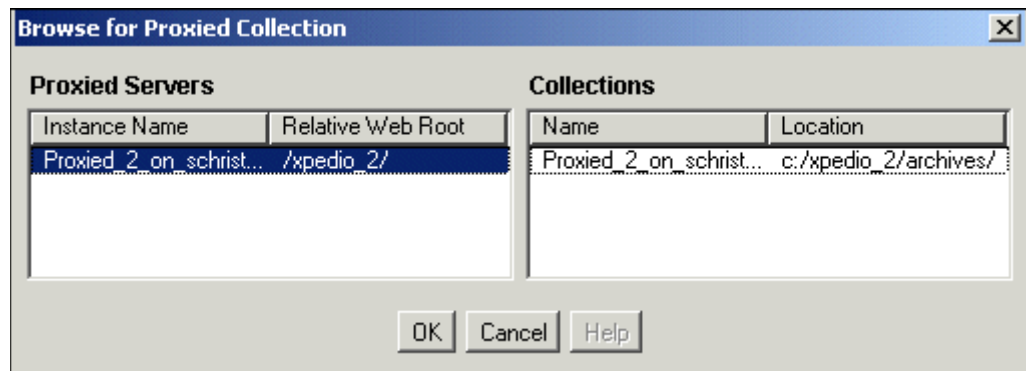 Browse for Proxied Collection
Proxied Servers
Instance Name Relative Web Root
Proxied_2_on_schrist... /xpedio_2/
Collections
Name Location
Proxied_2_on_schrist... c:/xpedio_2/archives/
OK Cancel Help